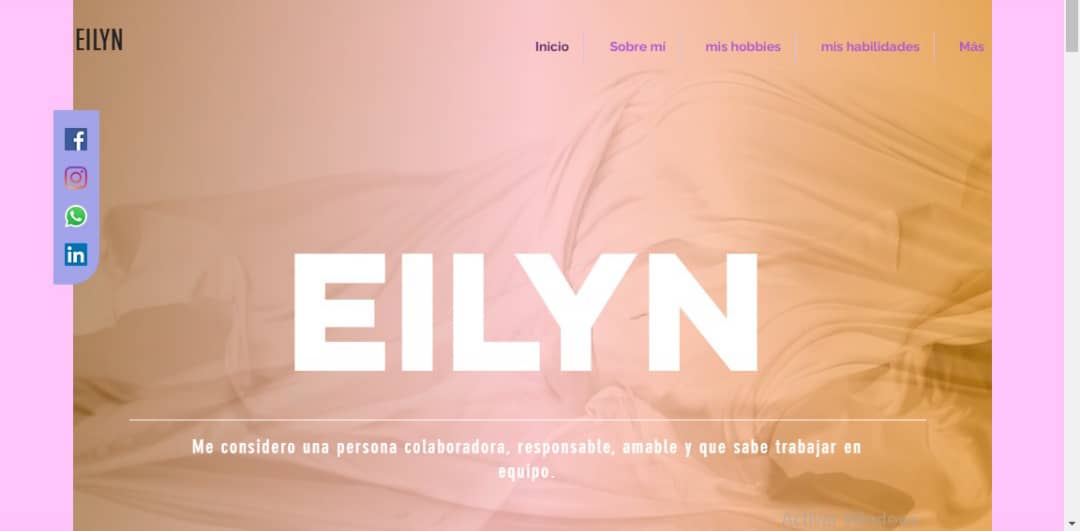 EILYN
Inicio
Sobre mí
mis hobbies
mis habilidades
Más
EILYN
Me considero una persona colaboradora, responsable, amable y que sabe trabajar en
equipo.
Activar Windows